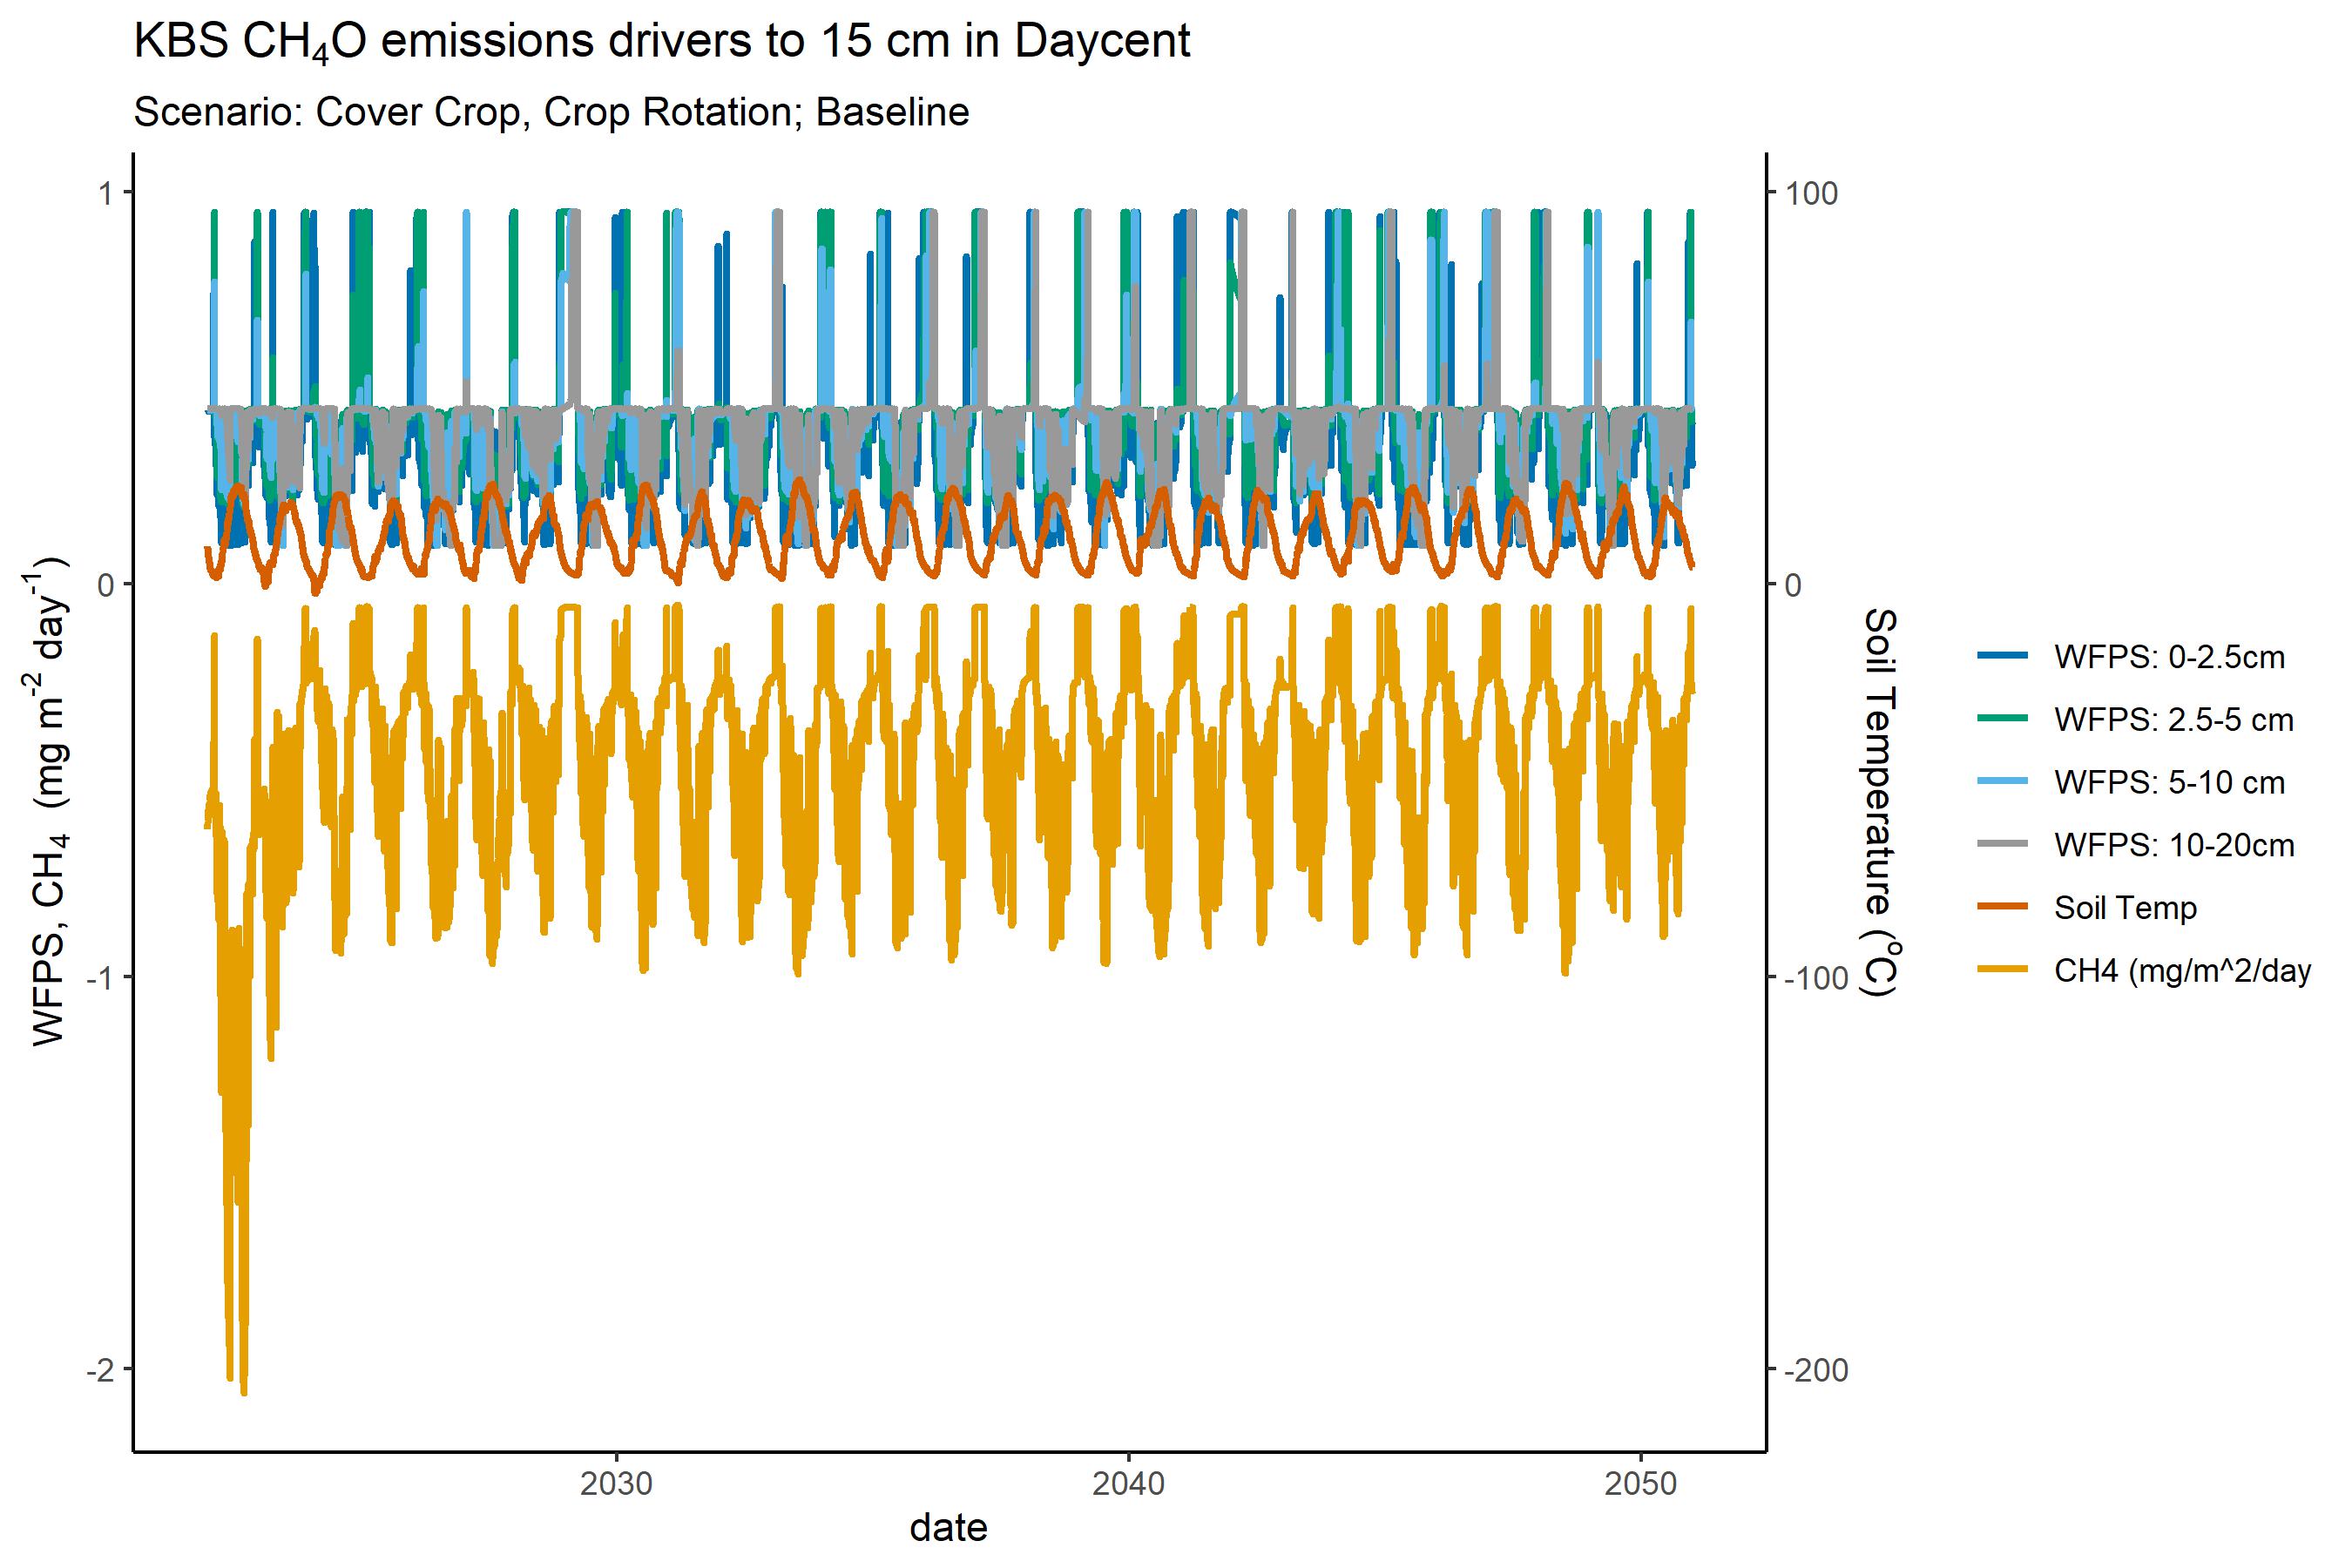 KBS CH₄O emissions drivers to 15 cm in Daycent
Scenario: Cover Crop, Crop Rotation; Baseline
1
0
-1
-2
WFPS, CH₄ (mg m⁻² day⁻¹)
100
0
-100
-200
Soil Temperature (°C)
2030
2040
2050
date
WFPS: 0-2.5cm
WFPS: 2.5-5 cm
WFPS: 5-10 cm
WFPS: 10-20cm
Soil Temp
CH4 (mg/m^2/day